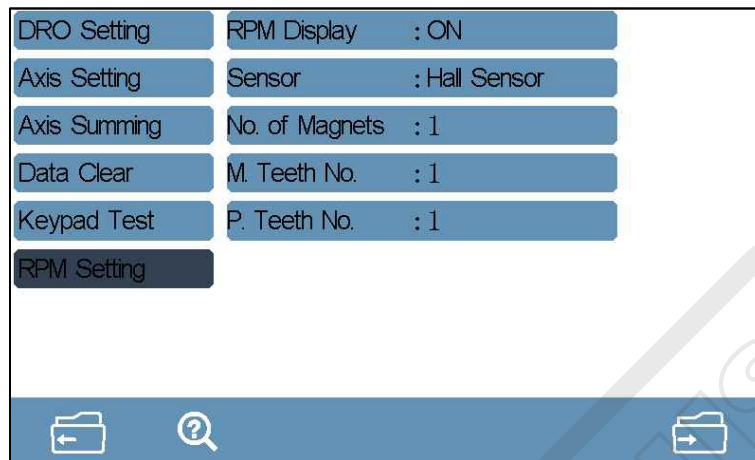 DRO Setting RPM Display : ON
Axis Setting Sensor : Hall Sensor
Axis Summing No. of Magnets : 1
Data Clear M. Teeth No. : 1
Keypad Test P. Teeth No. : 1
RPM Setting